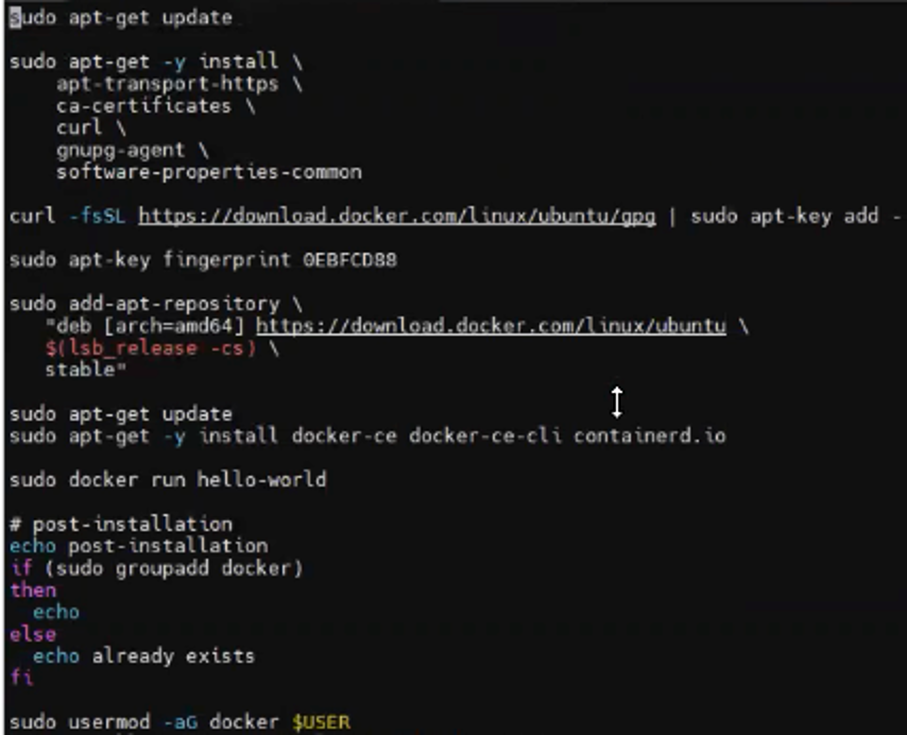 sudo apt-get update
sudo apt-get -y install \
apt-transport-https \
ca-certificates \
curl \
gnupg-agent \
software-properties-common
curl -fsSL https://download.docker.com/linux/ubuntu/gpg | sudo apt-key add -
sudo apt-key fingerprint 0EBFCD88
sudo add-apt-repository \
"deb [arch=amd64] https://download.docker.com/linux/ubuntu \
$(lsb_release -cs) \
stable"
sudo apt-get update
sudo apt-get -y install docker-ce docker-ce-cli containerd.io
sudo docker run hello-world
# post-installation
echo post-installation
if (sudo groupadd docker)
then
echo
else
echo already exists
fi
sudo usermod -aG docker $USER